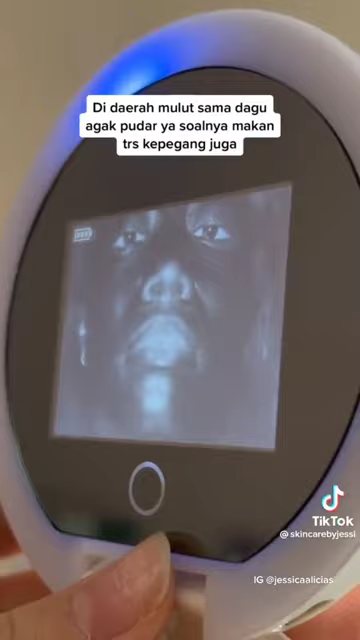 Di daerah mulut sama dagu
agak pudar ya soalnya makan
trs kepegang juga
TikTok
@skincarebyjessi
IG @jessicaalicias